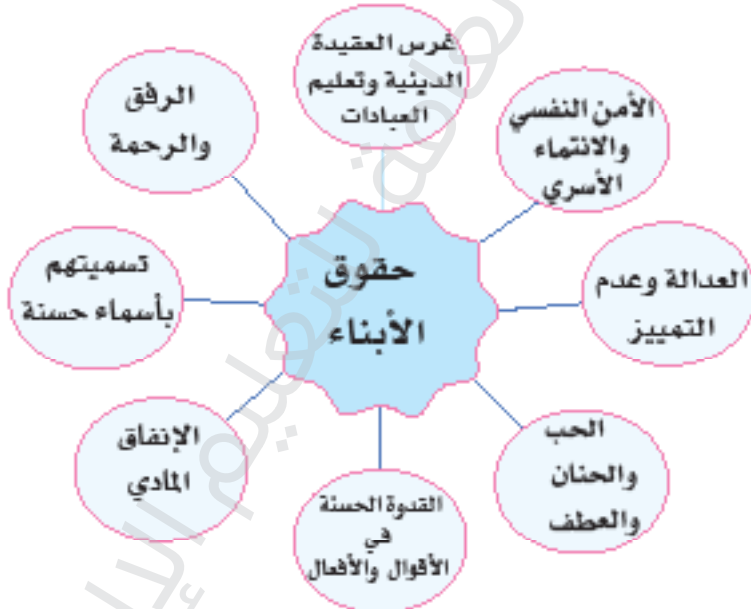 حقوق
الأبناء
غرس العقيدة
الدينية وتعليم
العبادات
الأمن النفسي
والانتماء
الأسري
العدالة وعدم
التمييز
الحب
والحنان
والعطف
القدوة الحسنة
في
الأقوال والأفعال
الإنفاق
المادي
تسميتهم
بأسماء حسنة
الرفق
والرحمة